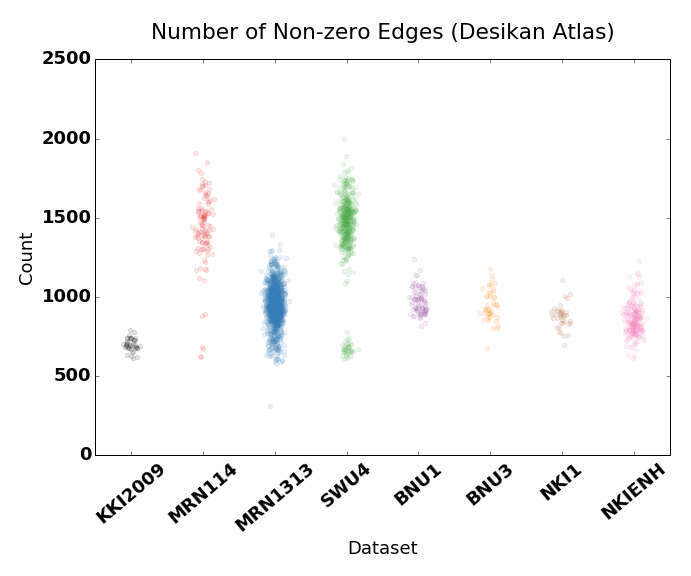 Number of Non-zero Edges (Desikan Atlas)
2500
2000
1500
1000
500
0
Count
KKI2009
MRN114
MRN1313
SWU4
BNU1
BNU3
NKI1
NKIENH
Dataset